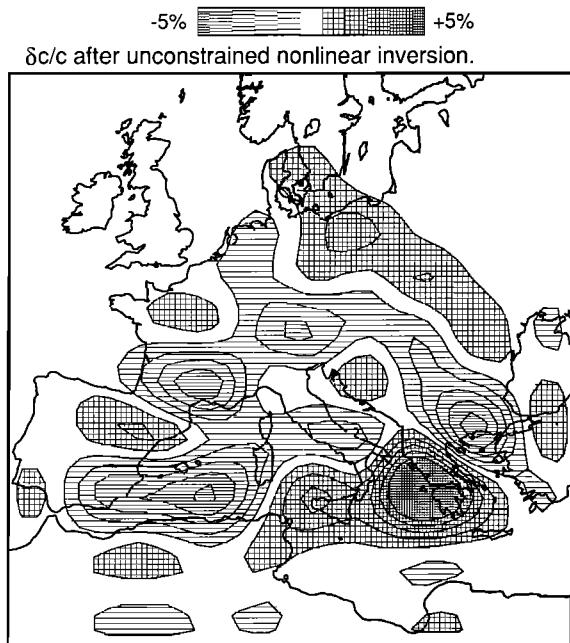 -5% +5%
δc/c after unconstrained nonlinear inversion.